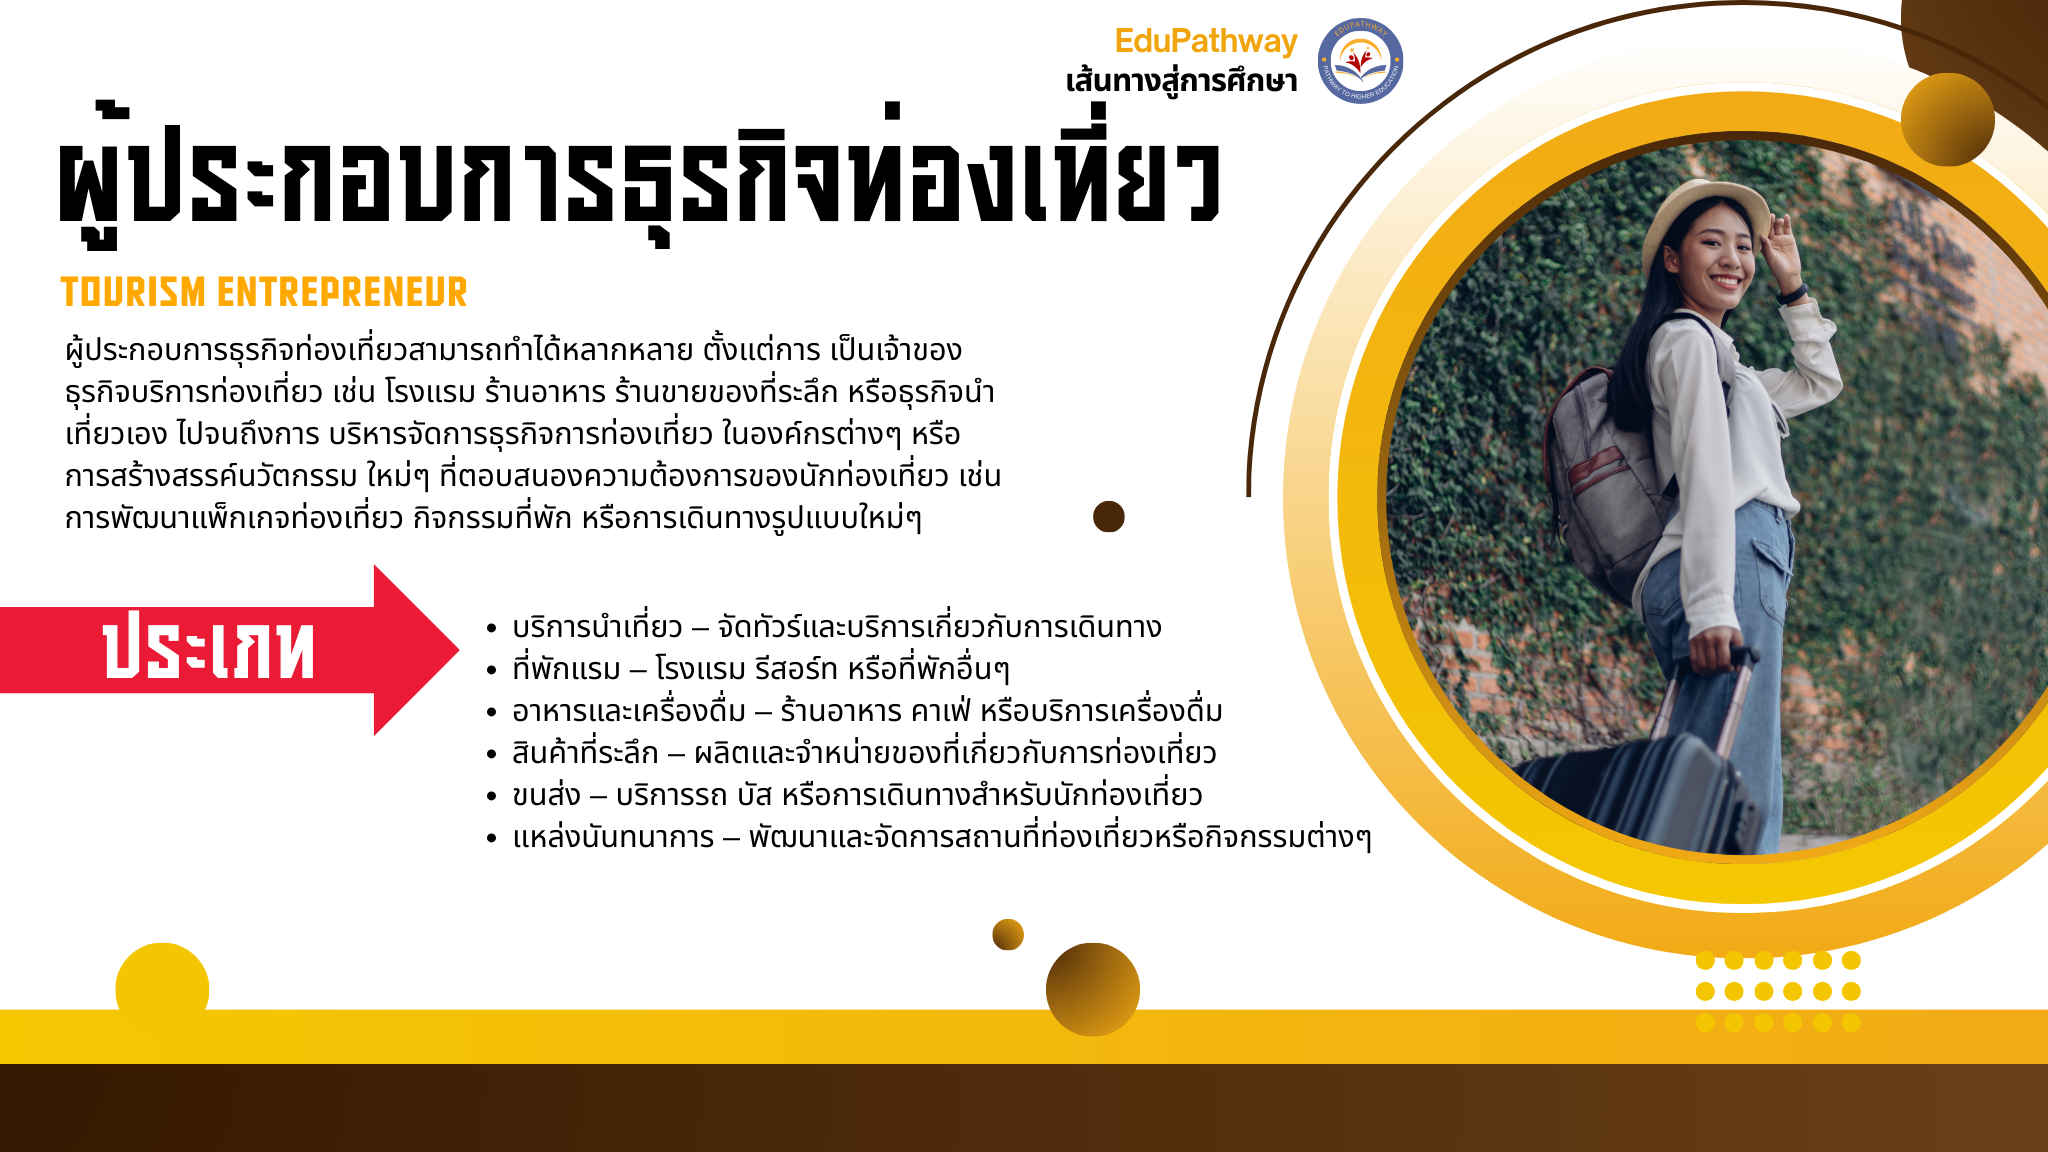 EduPathway
เส้นทางสู่การศึกษา
EDUPATHWAY
PATHWAY TO HIGHER EDUCATION
ผู้ประกอบการธุรกิจท่องเที่ยว
TOURISM ENTREPRENEUR
ผู้ประกอบการธุรกิจท่องเที่ยวสามารถทำได้หลากหลาย ตั้งแต่การ เป็นเจ้าของ
ธุรกิจบริการท่องเที่ยว เช่น โรงแรม ร้านอาหาร ร้านขายของที่ระลึก หรือธุรกิจนำ
เที่ยวเอง ไปจนถึงการ บริหารจัดการธุรกิจการท่องเที่ยว ในองค์กรต่างๆ หรือ
การสร้างสรรค์นวัตกรรม ใหม่ๆ ที่ตอบสนองความต้องการของนักท่องเที่ยว เช่น
การพัฒนาแพ็กเกจท่องเที่ยว กิจกรรมที่พัก หรือการเดินทางรูปแบบใหม่ๆ
ประเภท
• บริการนำเที่ยว – จัดทัวร์และบริการเกี่ยวกับการเดินทาง
• ที่พักแรม – โรงแรม รีสอร์ท หรือที่พักอื่นๆ
• อาหารและเครื่องดื่ม – ร้านอาหาร คาเฟ่ หรือบริการเครื่องดื่ม
• สินค้าที่ระลึก – ผลิตและจำหน่ายของที่เกี่ยวกับการท่องเที่ยว
• ขนส่ง – บริการรถ บัส หรือการเดินทางสำหรับนักท่องเที่ยว
• แหล่งนันทนาการ – พัฒนาและจัดการสถานที่ท่องเที่ยวหรือกิจกรรมต่างๆ